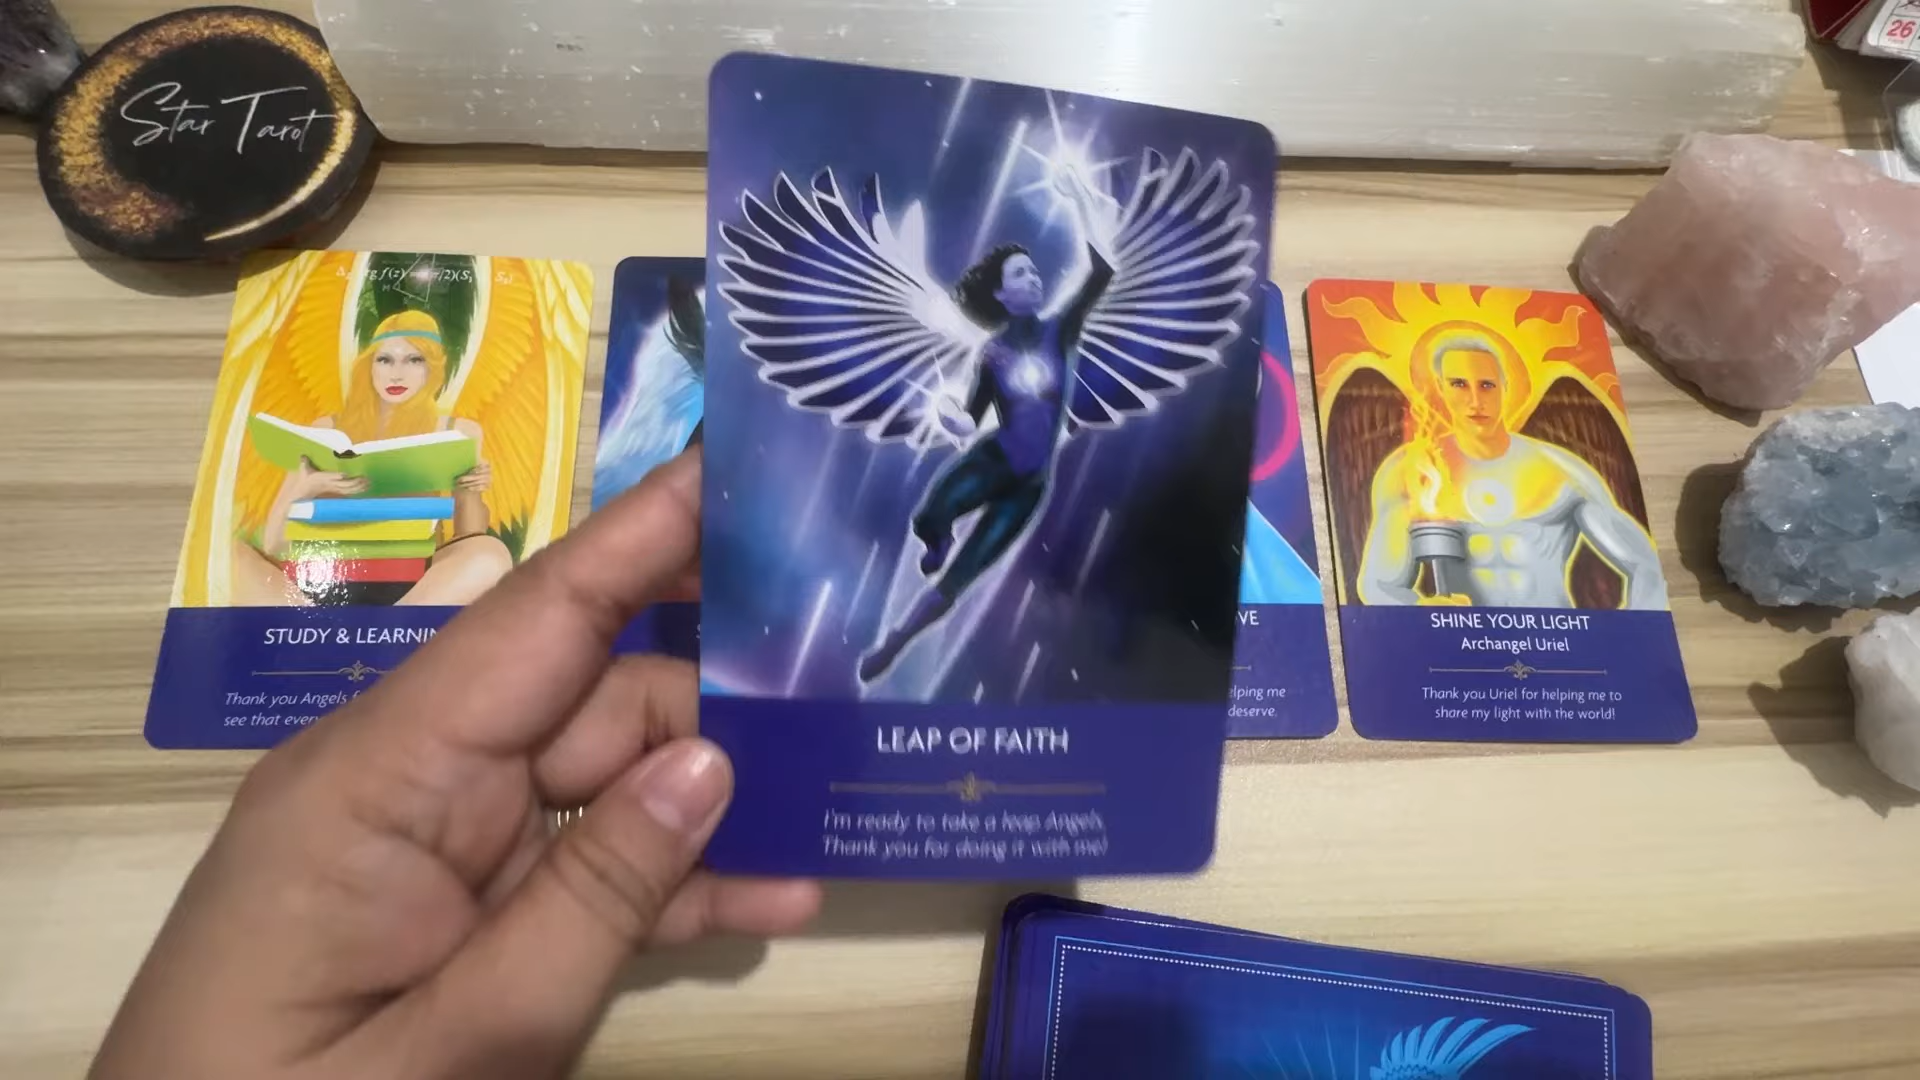 Star Tarot
26
STUDY & LEARNIN
Thank you Angels f
see that every
LEAP OF FAITH
I'm ready to take a leap Angels.
Thank you for doing it with me!
VE
elping me
deserve.
SHINE YOUR LIGHT
Archangel Uriel
Thank you Uriel for helping me to
share my light with the world!